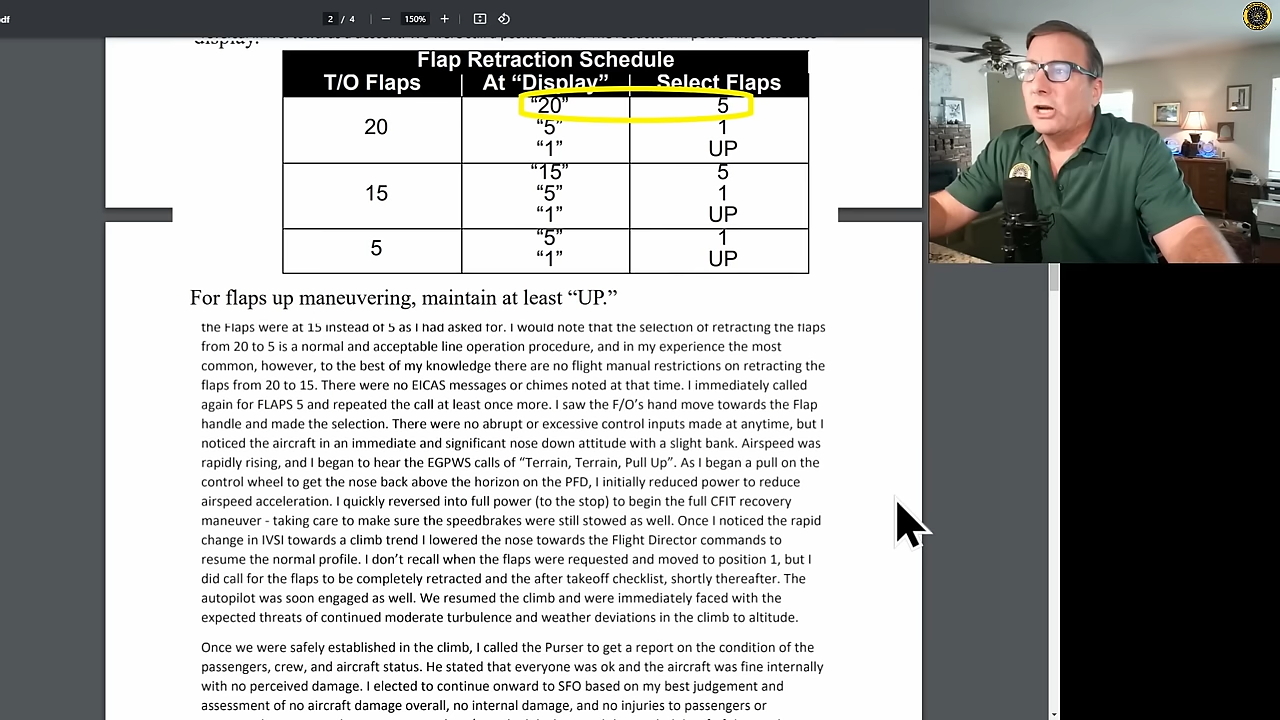 df
2 / 4
150%
display.
Flap Retraction Schedule
T/O Flaps At “Display” Select Flaps
20
“20” 5
“5” 1
“1” UP
15
“15” 5
“5” 1
“1” UP
5
“5” 1
“1” UP
For flaps up maneuvering, maintain at least “UP.”
the Flaps were at 15 instead of 5 as I had asked for. I would note that the selection of retracting the flaps
from 20 to 5 is a normal and acceptable line operation procedure, and in my experience the most
common, however, to the best of my knowledge there are no flight manual restrictions on retracting the
flaps from 20 to 15. There were no EICAS messages or chimes noted at that time. I immediately called
again for FLAPS 5 and repeated the call at least once more. I saw the F/O’s hand move towards the Flap
handle and made the selection. There were no abrupt or excessive control inputs made at anytime, but I
noticed the aircraft in an immediate and significant nose down attitude with a slight bank. Airspeed was
rapidly rising, and I began to hear the EGPWS calls of “Terrain, Terrain, Pull Up”. As I began a pull on the
control wheel to get the nose back above the horizon on the PFD, I initially reduced power to reduce
airspeed acceleration. I quickly reversed into full power (to the stop) to begin the full CFIT recovery
maneuver - taking care to make sure the speedbrakes were still stowed as well. Once I noticed the rapid
change in IVSI towards a climb trend I lowered the nose towards the Flight Director commands to
resume the normal profile. I don’t recall when the flaps were requested and moved to position 1, but I
did call for the flaps to be completely retracted and the after takeoff checklist, shortly thereafter. The
autopilot was soon engaged as well. We resumed the climb and were immediately faced with the
expected threats of continued moderate turbulence and weather deviations in the climb to altitude.
Once we were safely established in the climb, I called the Purser to get a report on the condition of the
passengers, crew, and aircraft status. He stated that everyone was ok and the aircraft was fine internally
with no perceived damage. I elected to continue onward to SFO based on my best judgement and
assessment of no aircraft damage overall, no internal damage, and no injuries to passengers or